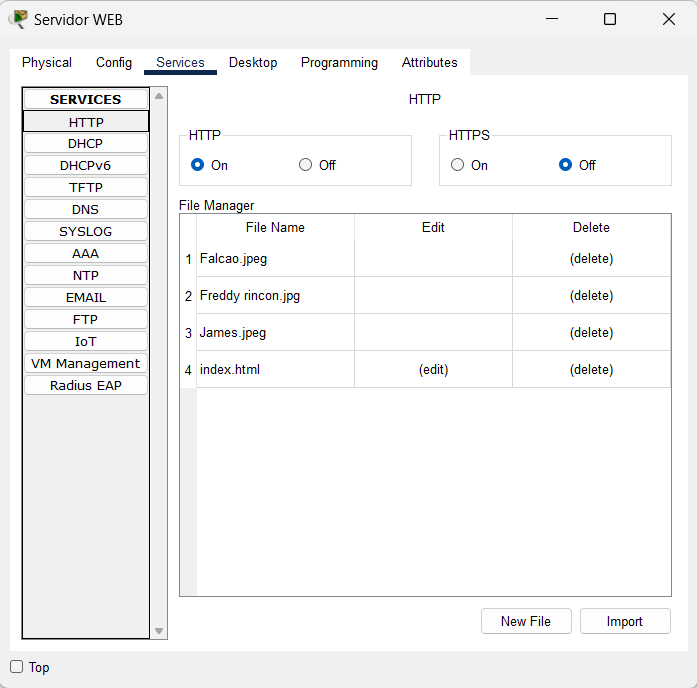 Servidor WEB
Physical Config Services Desktop Programming Attributes
SERVICES
HTTP
DHCP
DHCPv6
TFTP
DNS
SYSLOG
AAA
NTP
EMAIL
FTP
IoT
VM Management
Radius EAP
HTTP
HTTP
On Off
HTTPS
On Off
File Manager
File Name Edit Delete
1 Falcao.jpeg (delete)
2 Freddy rincon.jpg (delete)
3 James.jpeg (delete)
4 index.html (edit) (delete)
New File Import
Top